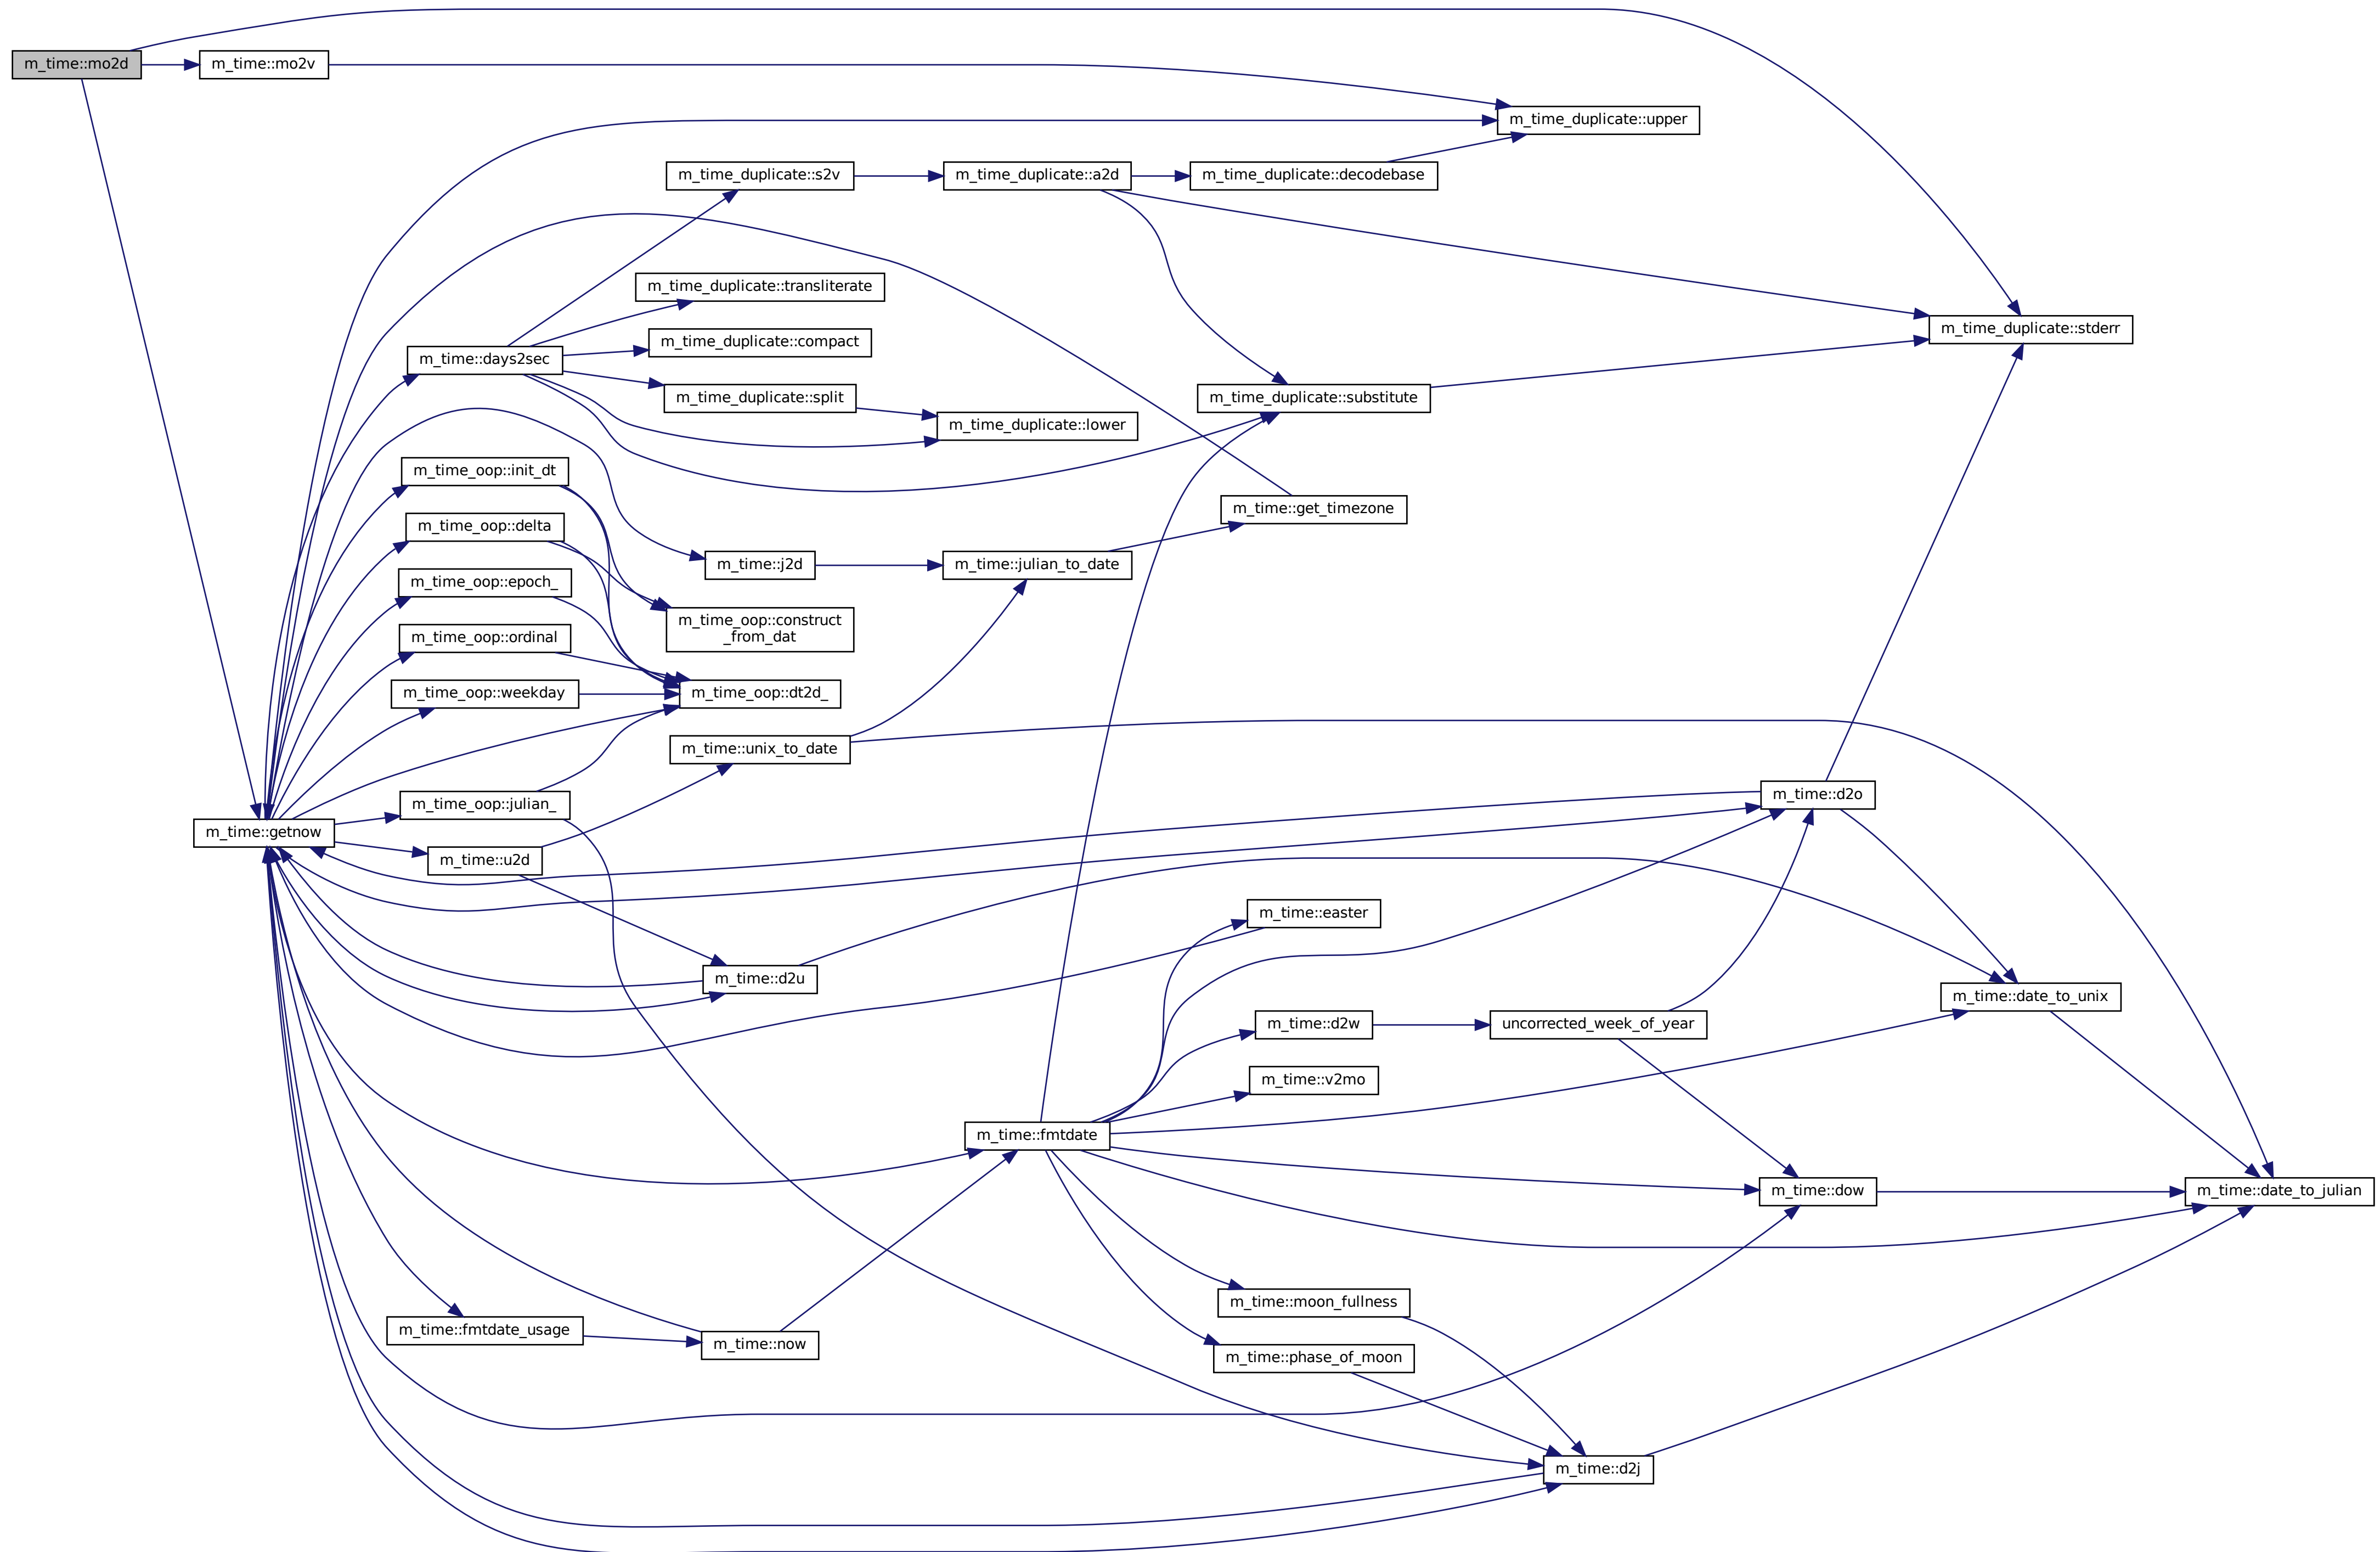 m_time::mo2d
m_time::mo2v
m_time_duplicate::upper
m_time_duplicate::s2v
m_time_duplicate::a2d
m_time_duplicate::decodebase
m_time_duplicate::transliterate
m_time_duplicate::stderr
m_time_duplicate::compact
m_time::days2sec
m_time_duplicate::split
m_time_duplicate::substitute
m_time_duplicate::lower
m_time_oop::init_dt
m_time::get_timezone
m_time_oop::delta
m_time::j2d
m_time::julian_to_date
m_time_oop::epoch_
m_time_oop::construct
_from_dat
m_time_oop::ordinal
m_time_oop::weekday
m_time_oop::dt2d_
m_time::unix_to_date
m_time::d2o
m_time_oop::julian_
m_time::getnow
m_time::u2d
m_time::easter
m_time::d2u
m_time::date_to_unix
m_time::d2w
uncorrected_week_of_year
m_time::v2mo
m_time::fmtdate
m_time::dow
m_time::date_to_julian
m_time::moon_fullness
m_time::fmtdate_usage
m_time::now
m_time::phase_of_moon
m_time::d2j